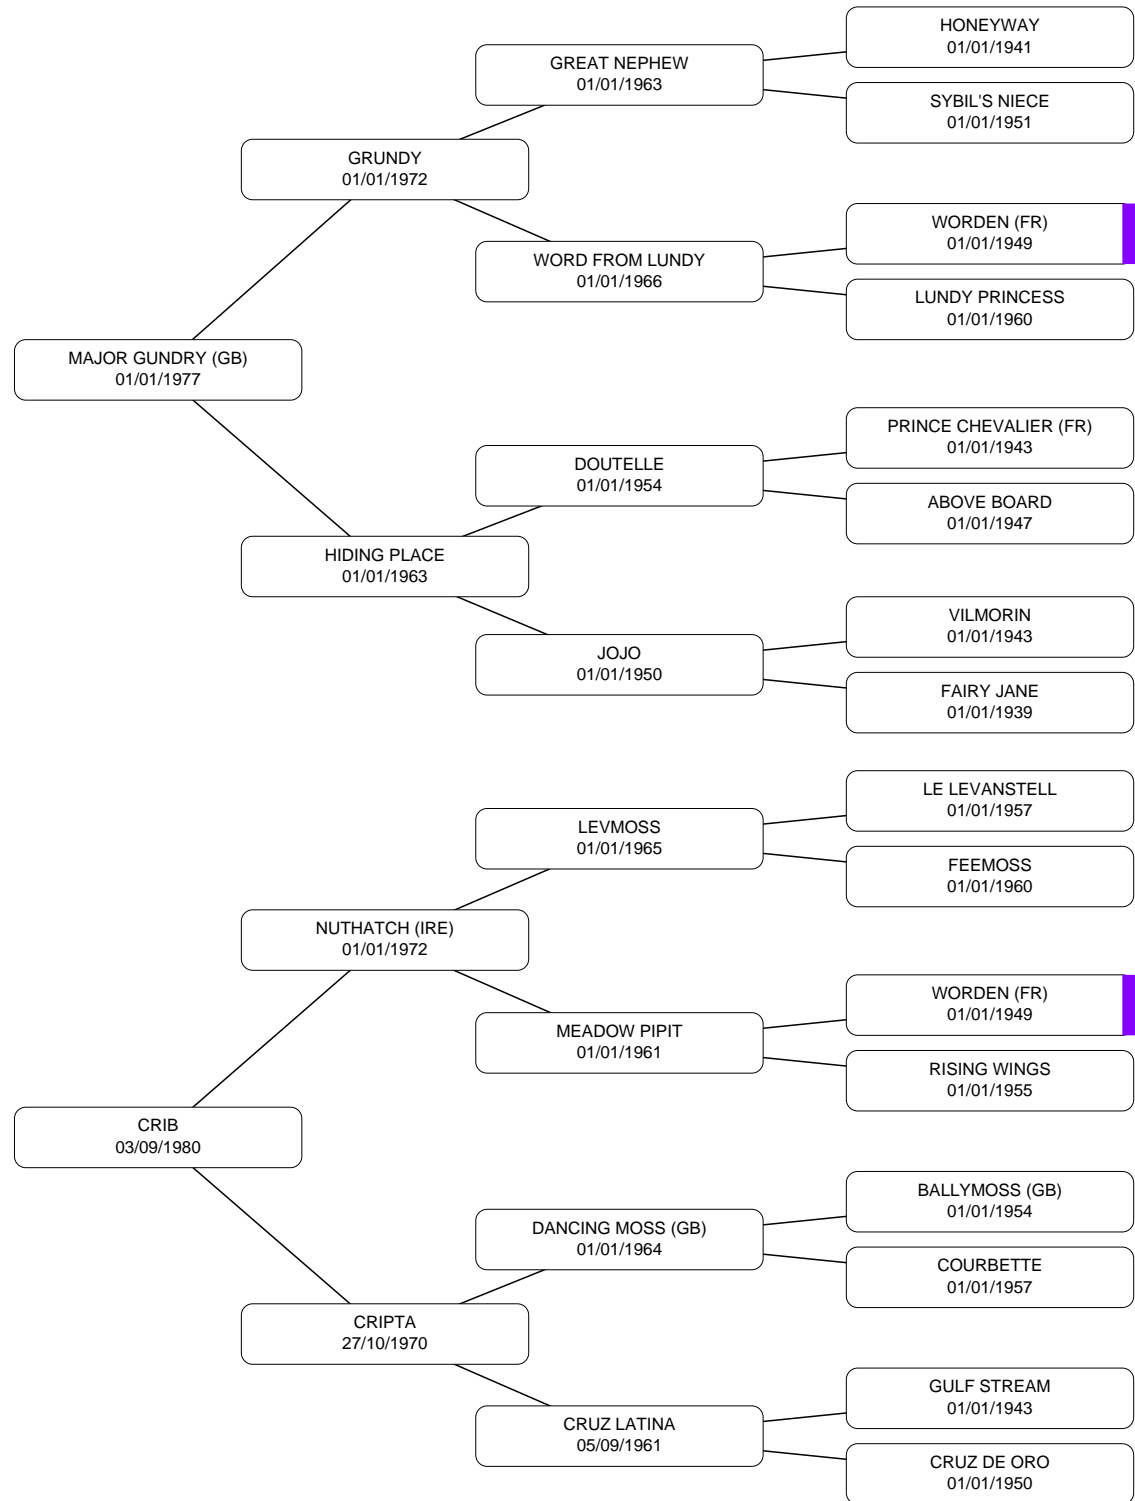 HONEYWAY
01/01/1941
GREAT NEPHEW
01/01/1963
SYBIL'S NIECE
01/01/1951
GRUNDY
01/01/1972
WORDEN (FR)
01/01/1949
WORD FROM LUNDY
01/01/1966
LUNDY PRINCESS
01/01/1960
MAJOR GUNDRY (GB)
01/01/1977
PRINCE CHEVALIER (FR)
01/01/1943
DOUTELLE
01/01/1954
ABOVE BOARD
01/01/1947
HIDING PLACE
01/01/1963
VILMORIN
01/01/1943
JOJO
01/01/1950
FAIRY JANE
01/01/1939
LE LEVANSTELL
01/01/1957
LEVMOSS
01/01/1965
FEEMOSS
01/01/1960
NUTHATCH (IRE)
01/01/1972
WORDEN (FR)
01/01/1949
MEADOW PIPIT
01/01/1961
RISING WINGS
01/01/1955
CRIB
03/09/1980
BALLYMOSS (GB)
01/01/1954
DANCING MOSS (GB)
01/01/1964
COURBETTE
01/01/1957
CRIPTA
27/10/1970
GULF STREAM
01/01/1943
CRUZ LATINA
05/09/1961
CRUZ DE ORO
01/01/1950